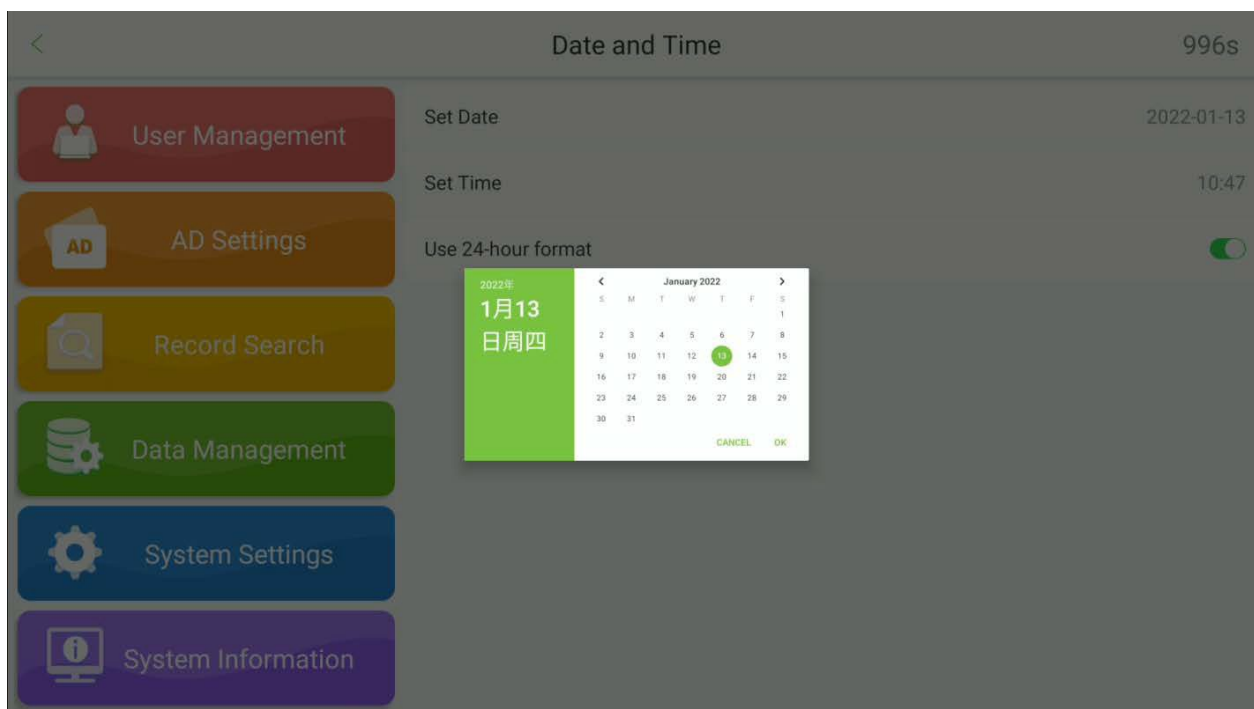 Date and Time
996s
User Management
AD
AD Settings
Record Search
Data Management
System Settings
System Information
Set Date
2022-01-13
Set Time
10:47
Use 24-hour format
2022年
1月13
日周四
January 2022
S M T W T F S
1
2 3 4 5 6 7 8
9 10 11 12 13 14 15
16 17 18 19 20 21 22
23 24 25 26 27 28 29
30 31
CANCEL OK